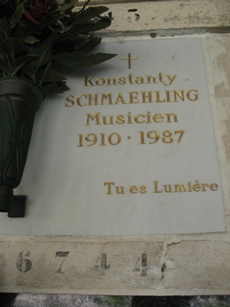 Konstanty
SCHMAEHLING
Musicien
1910 · 1987
Tu es Lumière
6744